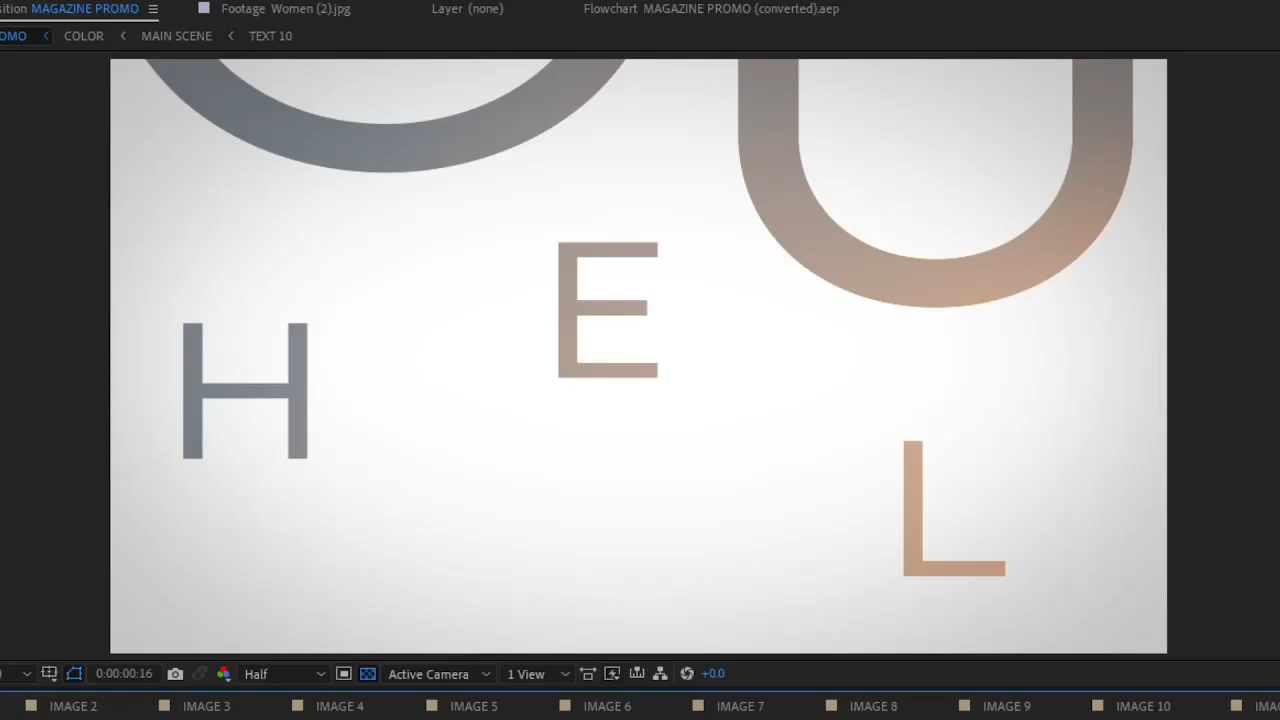 sition MAGAZINE PROMO Footage Women (2).jpg Layer (none) Flowchart MAGAZINE PROMO (converted).aep
OMO COLOR MAIN SCENE TEXT 10
O U
E
H
L
0:00:00:16 Half Active Camera 1 View +0.0
IMAGE 2 IMAGE 3 IMAGE 4 IMAGE 5 IMAGE 6 IMAGE 7 IMAGE 8 IMAGE 9 IMAGE 10 IMA